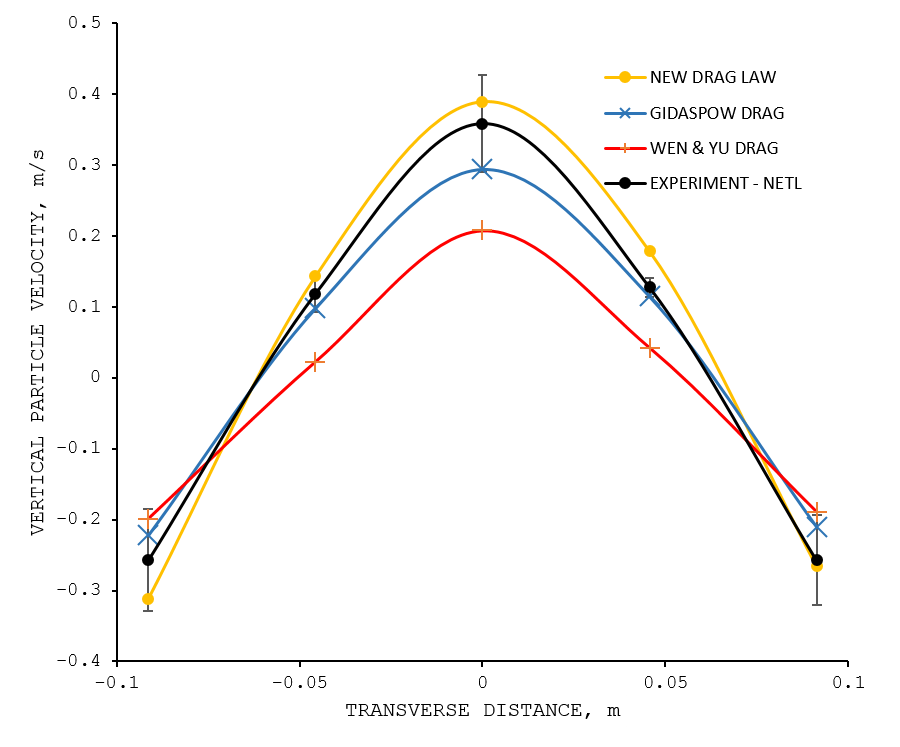 0.5
0.4
0.3
0.2
0.1
0
-0.1
-0.2
-0.3
-0.4
VERTICAL PARTICLE VELOCITY, m/s
NEW DRAG LAW
GIDASPOW DRAG
WEN & YU DRAG
EXPERIMENT - NETL
-0.1 -0.05 0 0.05 0.1
TRANSVERSE DISTANCE, m